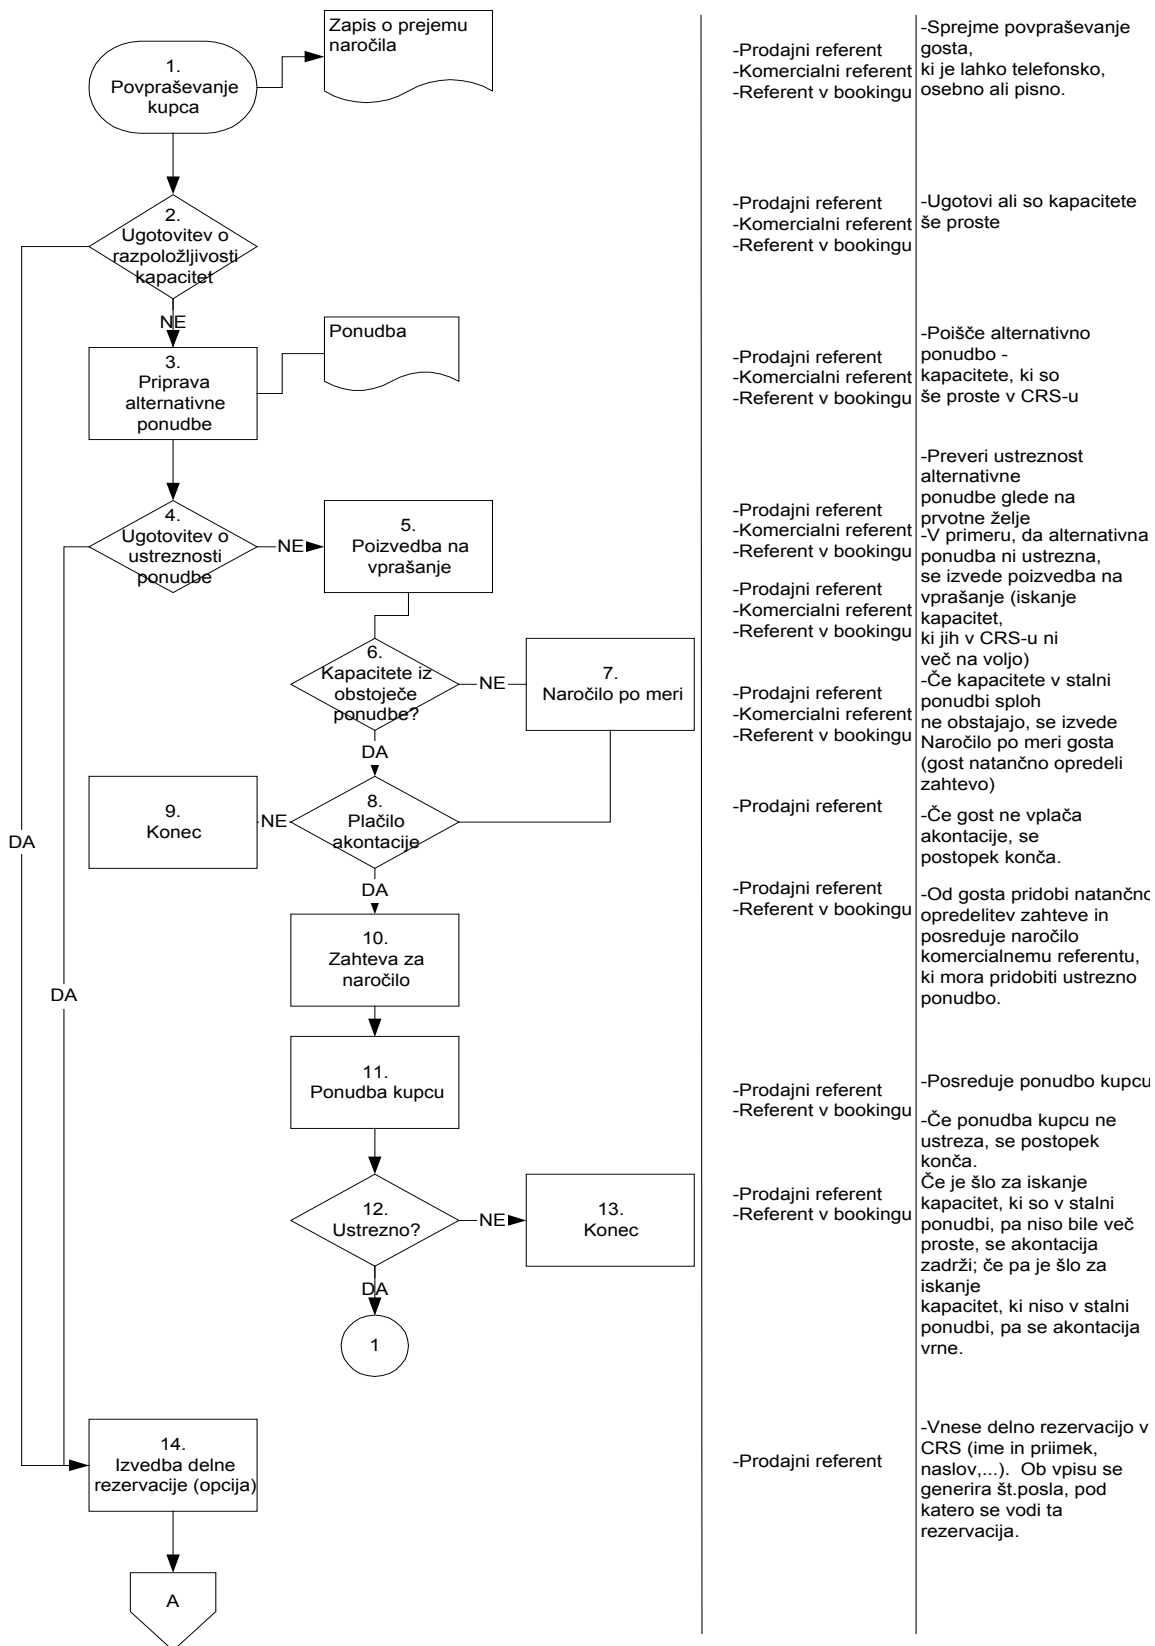 Zapis o prejemu
naročila
1.
Povpraševanje
kupca
-Prodajni referent
-Komercialni referent
-Referent v bookingu
-Sprejme povpraševanje
gosta,
ki je lahko telefonsko,
osebno ali pisno.
2.
Ugotovitev o
razpoložljivosti
kapacitet
-Prodajni referent
-Komercialni referent
-Referent v bookingu
-Ugotovi ali so kapacitete
še proste
NE
3.
Priprava
alternativne
ponudbe
Ponudba
-Prodajni referent
-Komercialni referent
-Referent v bookingu
-Poišče alternativno
ponudbo -
kapacitete, ki so
še proste v CRS-u
4.
Ugotovitev o
ustreznosti
ponudbe
NE
5.
Poizvedba na
vprašanje
-Prodajni referent
-Komercialni referent
-Referent v bookingu
-Preveri ustreznost
alternativne
ponudbe glede na
prvotne želje
-Prodajni referent
-Komercialni referent
-Referent v bookingu
-V primeru, da alternativna
ponudba ni ustrezna,
se izvede poizvedba na
vprašanje (iskanje
kapacitet,
ki jih v CRS-u ni
več na voljo)
6.
Kapacitete iz
obstoječe
ponudbe?
NE
7.
Naročilo po meri
-Prodajni referent
-Komercialni referent
-Referent v bookingu
-Če kapacitete v stalni
ponudbi sploh
ne obstajajo, se izvede
Naročilo po meri gosta
(gost natančno opredeli
zahtevo)
DA
8.
Plačilo
akontacije
NE
9.
Konec
DA
-Prodajni referent
-Če gost ne vplača
akontacije, se
postopek konča.
DA
10.
Zahteva za
naročilo
-Prodajni referent
-Referent v bookingu
-Od gosta pridobi natančno
opredelitev zahteve in
posreduje naročilo
komercialnemu referentu,
ki mora pridobiti ustrezno
ponudbo.
DA
11.
Ponudba kupcu
-Prodajni referent
-Referent v bookingu
-Posreduje ponudbo kupcu
12.
Ustrezno?
NE
13.
Konec
-Prodajni referent
-Referent v bookingu
-Če ponudba kupcu ne
ustreza, se postopek
konča.
Če je šlo za iskanje
kapacitet, ki so v stalni
ponudbi, pa niso bile več
proste, se akontacija
zadrži; če pa je šlo za
iskanje
kapacitet, ki niso v stalni
ponudbi, pa se akontacija
vrne.
DA
1
14.
Izvedba delne
rezervacije (opcija)
-Prodajni referent
-Vnese delno rezervacijo v
CRS (ime in priimek,
naslov,...). Ob vpisu se
generira št.posla, pod
katero se vodi ta
rezervacija.
A